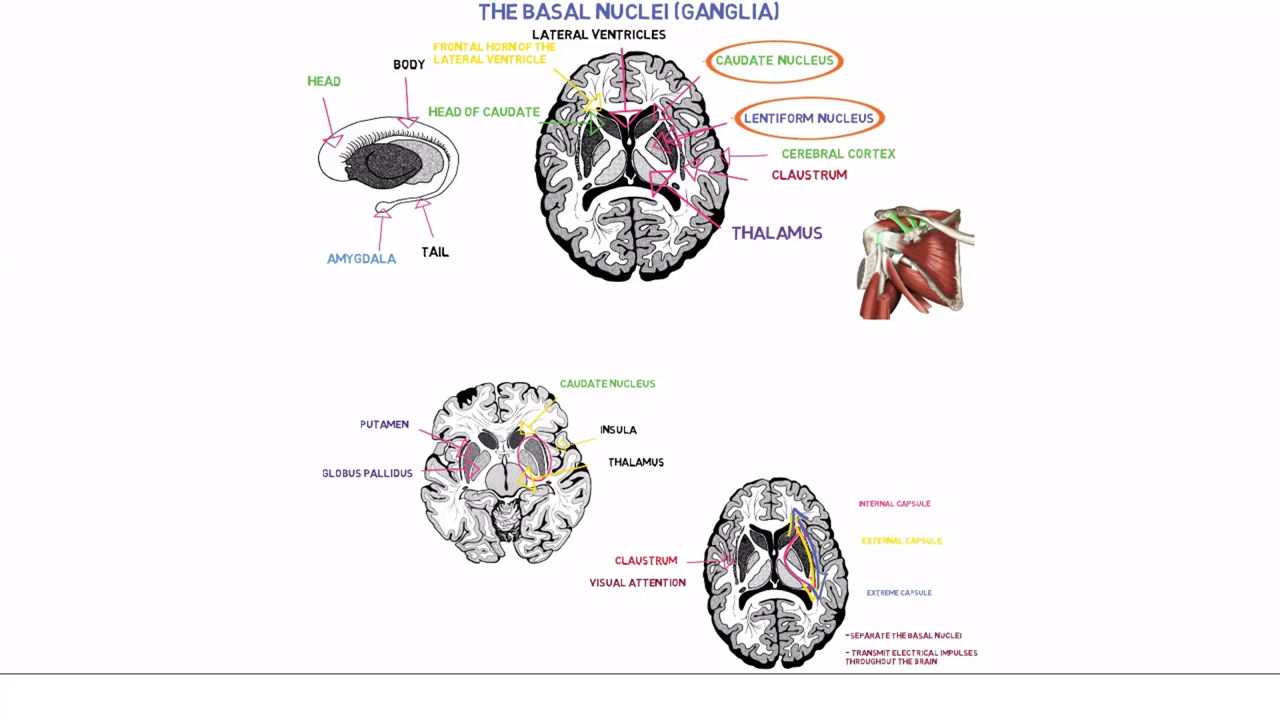 THE BASAL NUCLEI (GANGLIA)
LATERAL VENTRICLES
FRONTAL HORN OF THE
LATERAL VENTRICLE
BODY
HEAD
CAUDATE NUCLEUS
HEAD OF CAUDATE
LENTIFORM NUCLEUS
CEREBRAL CORTEX
CLAUSTRUM
THALAMUS
AMYGDALA
TAIL
CAUDATE NUCLEUS
PUTAMEN
INSULA
THALAMUS
GLOBUS PALLIDUS
INTERNAL CAPSULE
EXTERNAL CAPSULE
CLAUSTRUM
VISUAL ATTENTION
EXTREME CAPSULE
- SEPARATE THE BASAL NUCLEI
- TRANSMIT ELECTRICAL IMPULSES
THROUGHOUT THE BRAIN